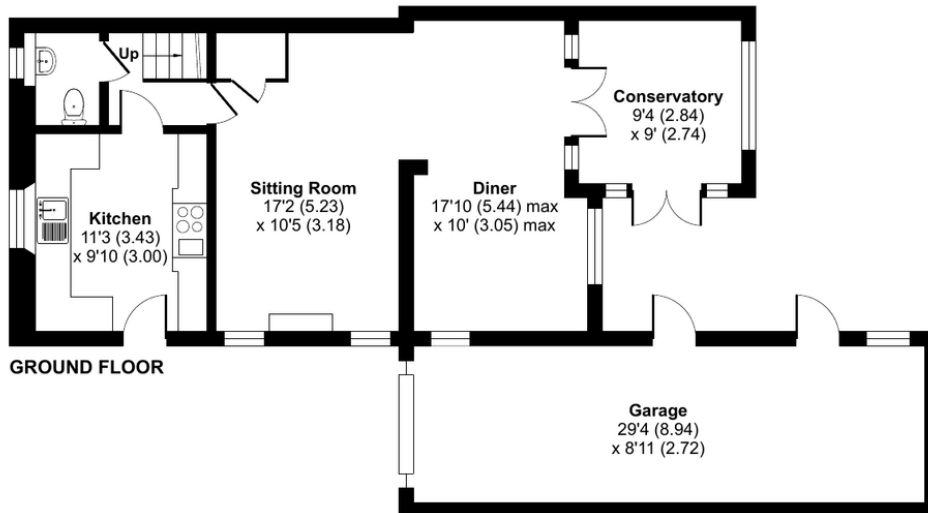 Up
Conservatory
9'4 (2.84)
x 9' (2.74)
Sitting Room
17'2 (5.23)
x 10'5 (3.18)
Diner
17'10 (5.44) max
x 10' (3.05) max
Kitchen
11'3 (3.43)
x 9'10 (3.00)
GROUND FLOOR
Garage
29'4 (8.94)
x 8'11 (2.72)